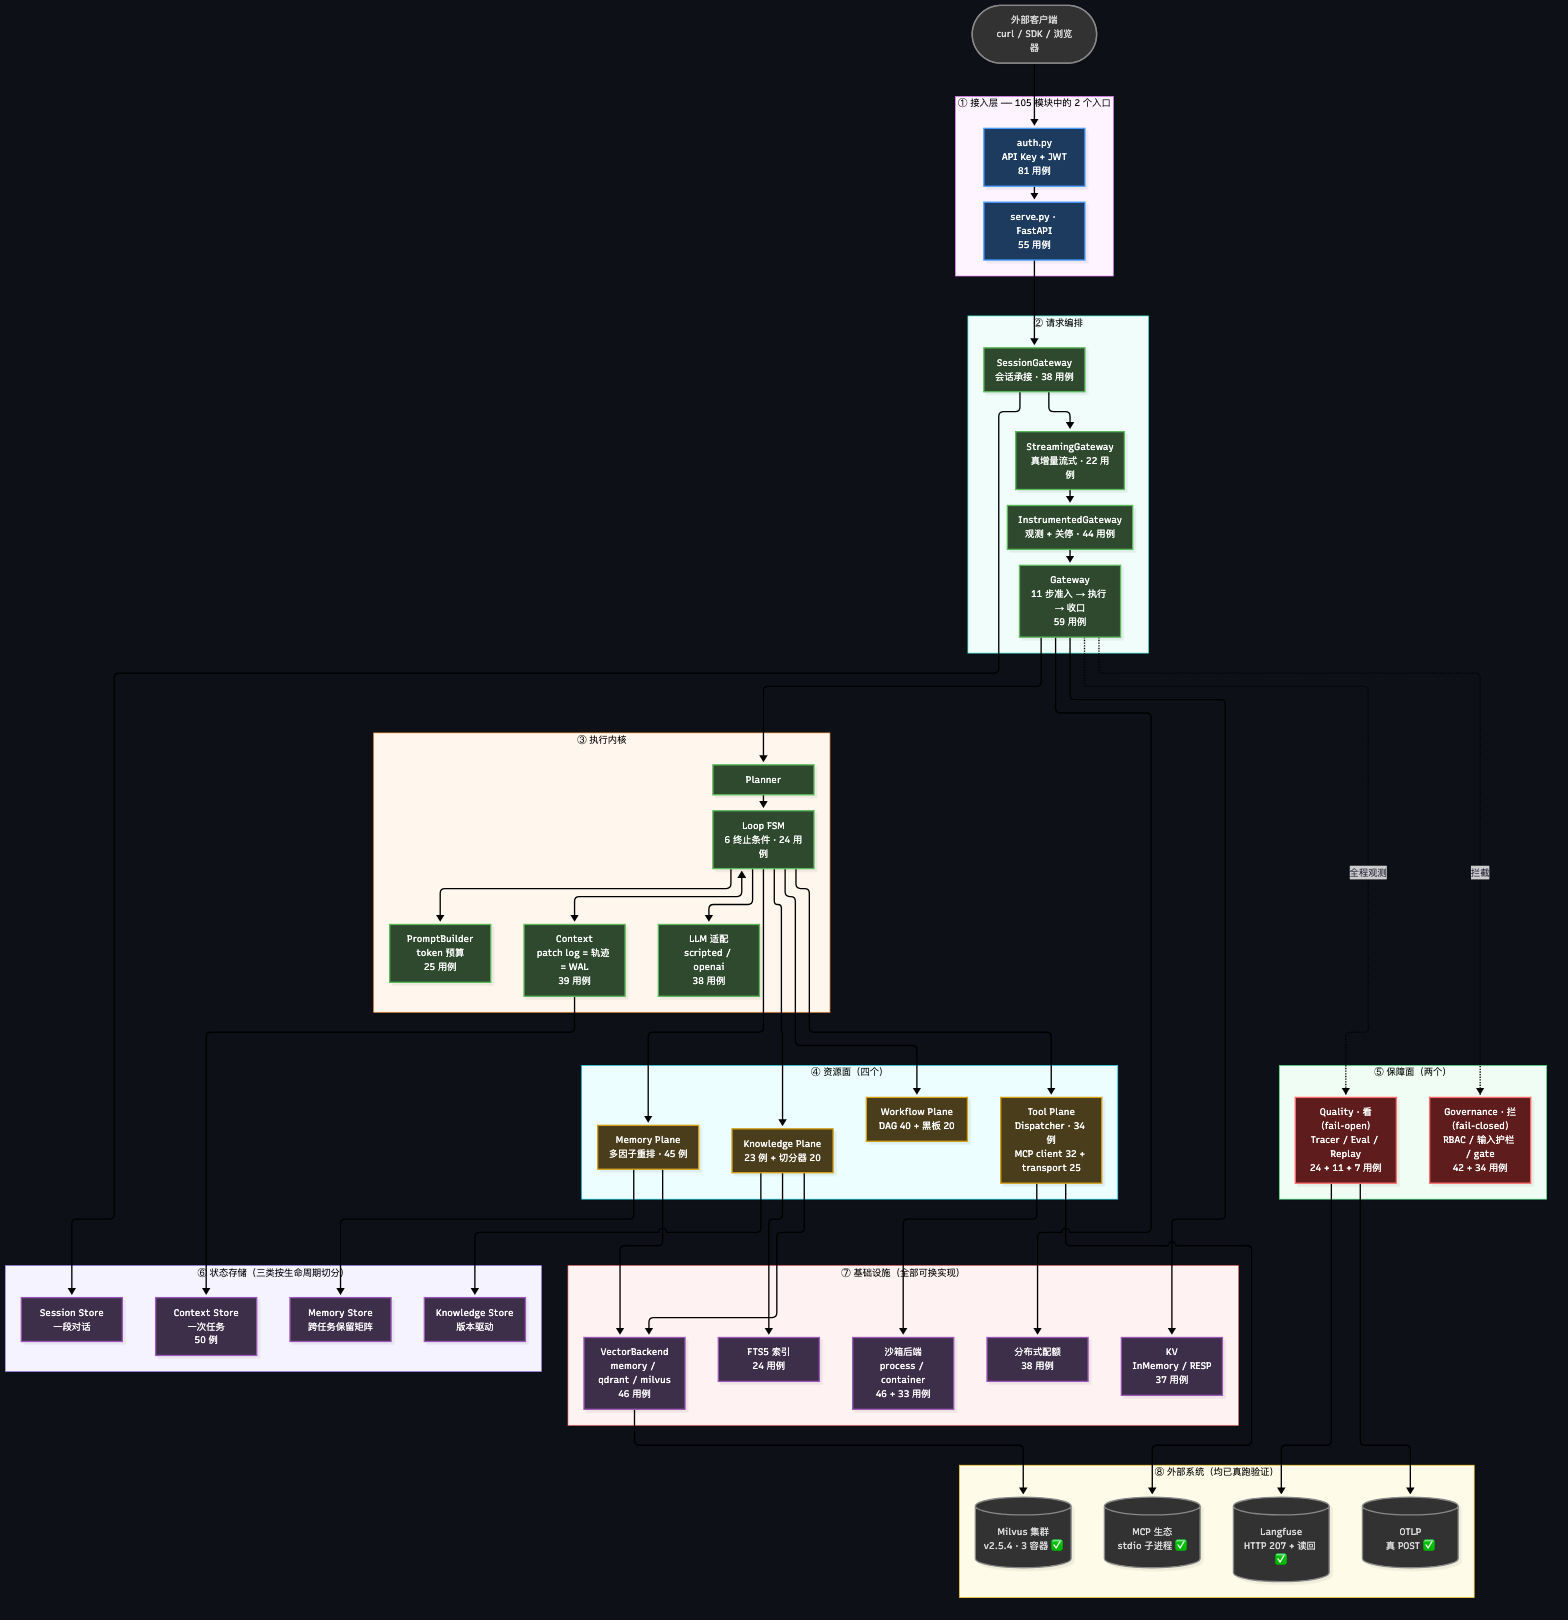 外部客户端
curl / SDK / 浏览
器
① 接入层 — 105 模块中的 2 个入口
auth.py
API Key + JWT
81 用例
serve.py ·
FastAPI
55 用例
② 请求编排
SessionGateway
会话承接 · 38 用例
StreamingGateway
真增量流式 · 22 用
例
InstrumentedGateway
观测 + 关停 · 44 用例
Gateway
11 步准入 → 执行
→ 收口
59 用例
③ 执行内核
Planner
Loop FSM
6 终止条件 · 24 用
例
PromptBuilder
token 预算
25 用例
Context
patch log = 轨迹
= WAL
39 用例
LLM 适配
scripted /
openai
38 用例
全程观测
拦截
④ 资源面（四个）
Memory Plane
多因子重排 · 45 例
Knowledge Plane
23 例 + 切分器 20
Workflow Plane
DAG 40 + 黑板 20
Tool Plane
Dispatcher · 34
例
MCP client 32 +
transport 25
⑤ 保障面（两个）
Quality · 看
(fail-open)
Tracer / Eval /
Replay
24 + 11 + 7 用例
Governance · 拦
(fail-closed)
RBAC / 输入护栏
/ gate
42 + 34 用例
⑥ 状态存储（三类按生命周期切分）
Session Store
一段对话
Context Store
一次任务
50 例
Memory Store
跨任务保留矩阵
Knowledge Store
版本驱动
⑦ 基础设施（全部可换实现）
VectorBackend
memory /
qdrant / milvus
46 用例
FTS5 索引
24 用例
沙箱后端
process /
container
46 + 33 用例
分布式配额
38 用例
KV
InMemory / RESP
37 用例
⑧ 外部系统（均已真跑验证）
Milvus 集群
v2.5.4 · 3 容器 ✅
MCP 生态
stdio 子进程 ✅
Langfuse
HTTP 207 + 读回
✅
OTLP
真 POST ✅